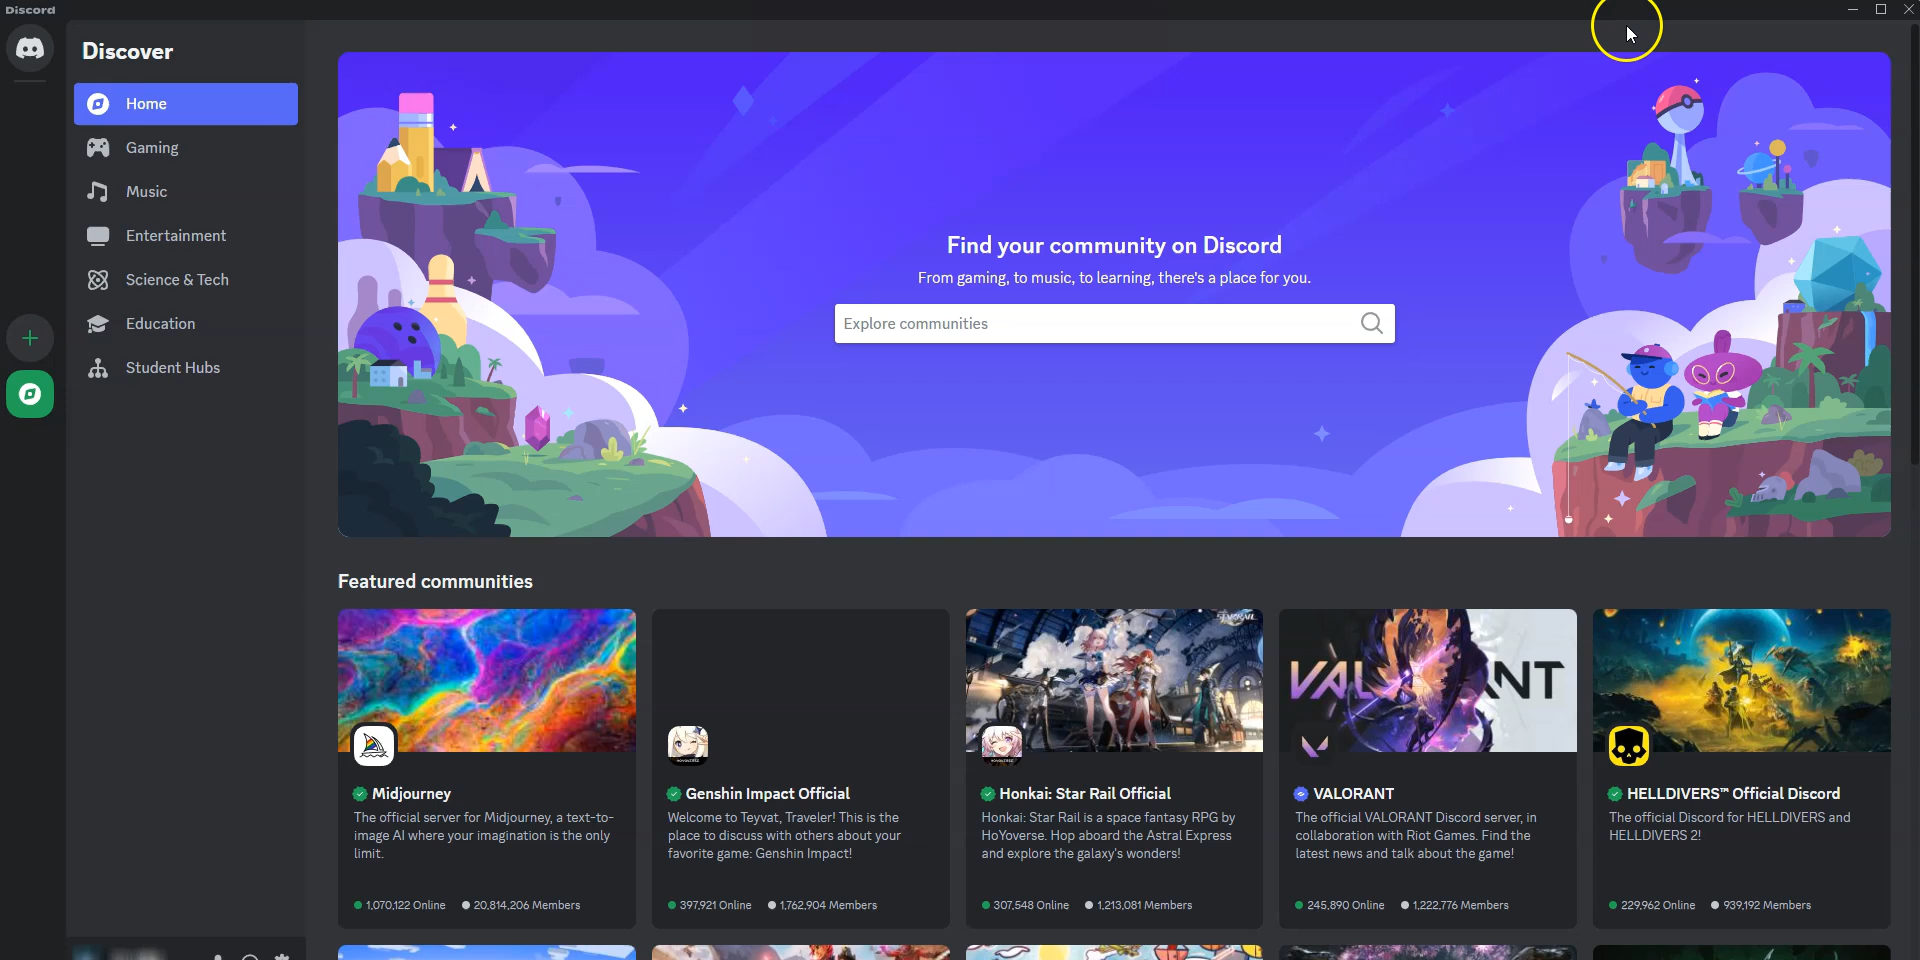 Discord
Discover
Home
Gaming
Music
Entertainment
Science & Tech
Education
Student Hubs
Find your community on Discord
From gaming, to music, to learning, there's a place for you.
Explore communities
Featured communities
Midjourney
The official server for Midjourney, a text-to-
image AI where your imagination is the only
limit.
1,070,122 Online 20,814,206 Members
Genshin Impact Official
Welcome to Teyvat, Traveler! This is the
place to discuss with others about your
favorite game: Genshin Impact!
397,921 Online 1,762,904 Members
Honkai: Star Rail Official
Honkai: Star Rail is a space fantasy RPG by
HoYoverse. Hop aboard the Astral Express
and explore the galaxy's wonders!
307,548 Online 1,213,081 Members
VALORANT
VALORANT
The official VALORANT Discord server, in
collaboration with Riot Games. Find the
latest news and talk about the game!
245,890 Online 1,222,776 Members
HELLDIVERS™ Official Discord
The official Discord for HELLDIVERS and
HELLDIVERS 2!
229,962 Online 939,192 Members